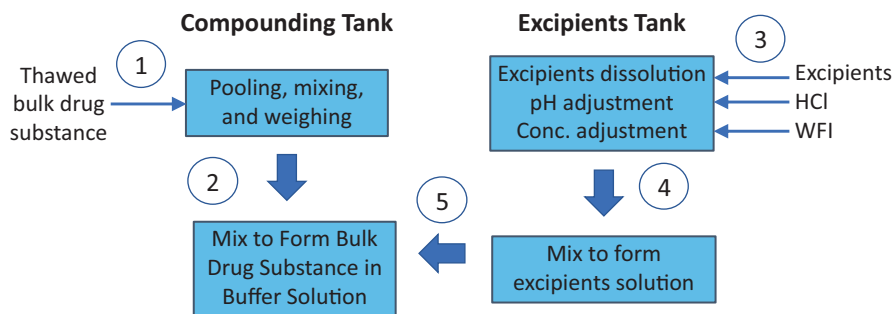 Compounding Tank
Excipients Tank
1
Thawed
bulk drug
substance
Pooling, mixing,
and weighing
3
Excipients dissolution
pH adjustment
Conc. adjustment
Excipients
HCl
WFI
2
4
5
Mix to Form Bulk
Drug Substance in
Buffer Solution
Mix to form
excipients solution